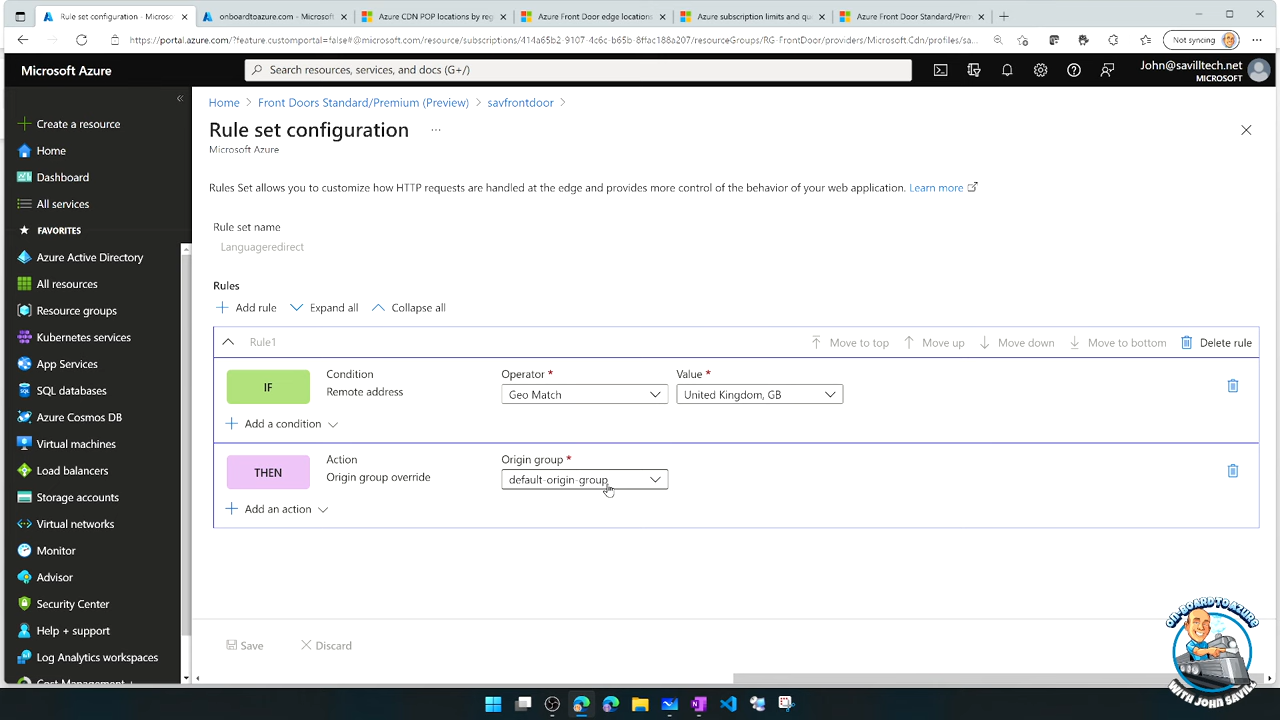 Rule set configuration - Micros
onboardtoazure.com - Microsoft
Azure CDN POP locations by reg
Azure Front Door edge locations
Azure subscription limits and qu
Azure Front Door Standard/Prem
https://portal.azure.com/?feature.customportal=false#@microsoft.com/resource/subscriptions/414a65b2-9107-4c6c-b65b-8ffac188a207/resourceGroups/RG-FrontDoor/providers/Microsoft.Cdn/profiles/sa...
Not syncing
Microsoft Azure
Search resources, services, and docs (G+/)
John@savilltech.net
MICROSOFT
Create a resource
Home
Dashboard
All services
FAVORITES
Azure Active Directory
All resources
Resource groups
Kubernetes services
App Services
SQL databases
Azure Cosmos DB
Virtual machines
Load balancers
Storage accounts
Virtual networks
Monitor
Advisor
Security Center
Help + support
Log Analytics workspaces
Cost Management +
Home > Front Doors Standard/Premium (Preview) > savfrontdoor >
Rule set configuration ...
Microsoft Azure
Rules Set allows you to customize how HTTP requests are handled at the edge and provides more control of the behavior of your web application. Learn more
Rule set name
Languageredirect
Rules
Add rule Expand all Collapse all
Rule1 Move to top Move up Move down Move to bottom Delete rule
IF
Condition
Remote address
Operator *
Geo Match
Value *
United Kingdom, GB
Add a condition
THEN
Action
Origin group override
Origin group *
default-origin-group
Add an action
Save Discard
ON-BOARD TO AZURE
WITH JOHN SAVILL